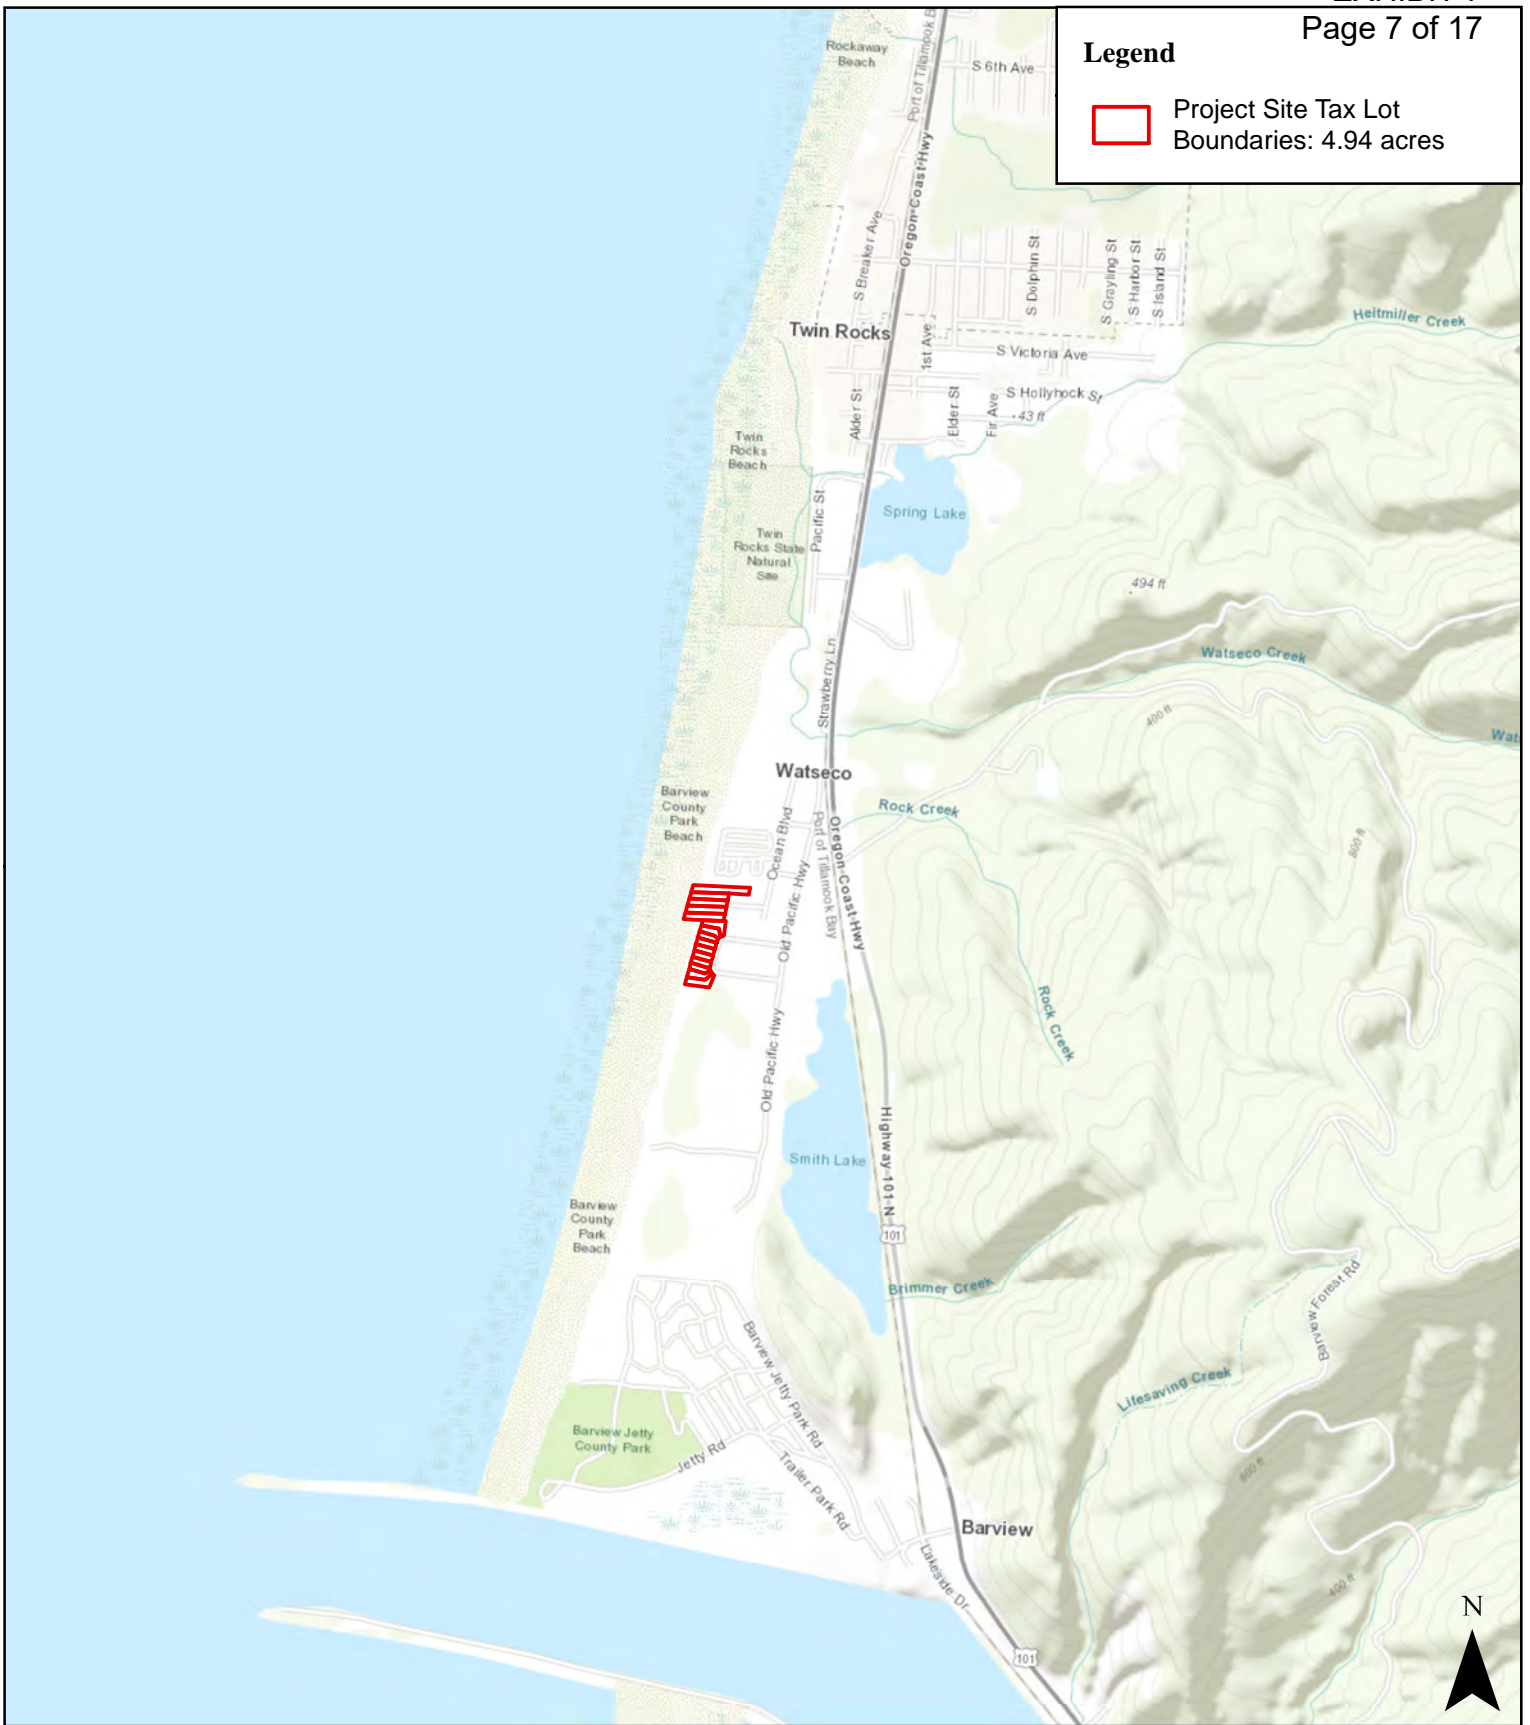 Page 7 of 17
Legend
Project Site Tax Lot
Boundaries: 4.94 acres
Rockaway
Beach
Port of Tillamook B
S 6th Ave
Oregon-Coast-Hwy
S Breaker Ave
S Dolphin St
S Grayling St
S Harbor St
S Island St
Heitmiller Creek
Twin Rocks
1st Ave
S Victoria Ave
S Hollyhock St
Alder St
Elder St
Fir Ave
43 ft
Twin
Rocks
Beach
Pacific St
Spring Lake
Twin
Rocks State
Natural
Site
494 ft
Strawberry Ln
Watseco Creek
400 ft
Wat
Watseco
Barview
County
Park
Beach
Ocean Blvd
Rock Creek
Port of Tillamook Bay
Oregon-Coast-Hwy
800 ft
Old Pacific Hwy
Rock Creek
Old-Pacific Hwy
Highway-101-N
Smith Lake
Barview
County
Park
Beach
101
Brimmer Creek
Barview Forest Rd
Barview Jetty Park Rd
Lifesaving Creek
Barview Jetty
County Park
Jetty Rd
Trailer Park Rd
800 ft
Barview
Lakeside Dr
400 ft
N
101